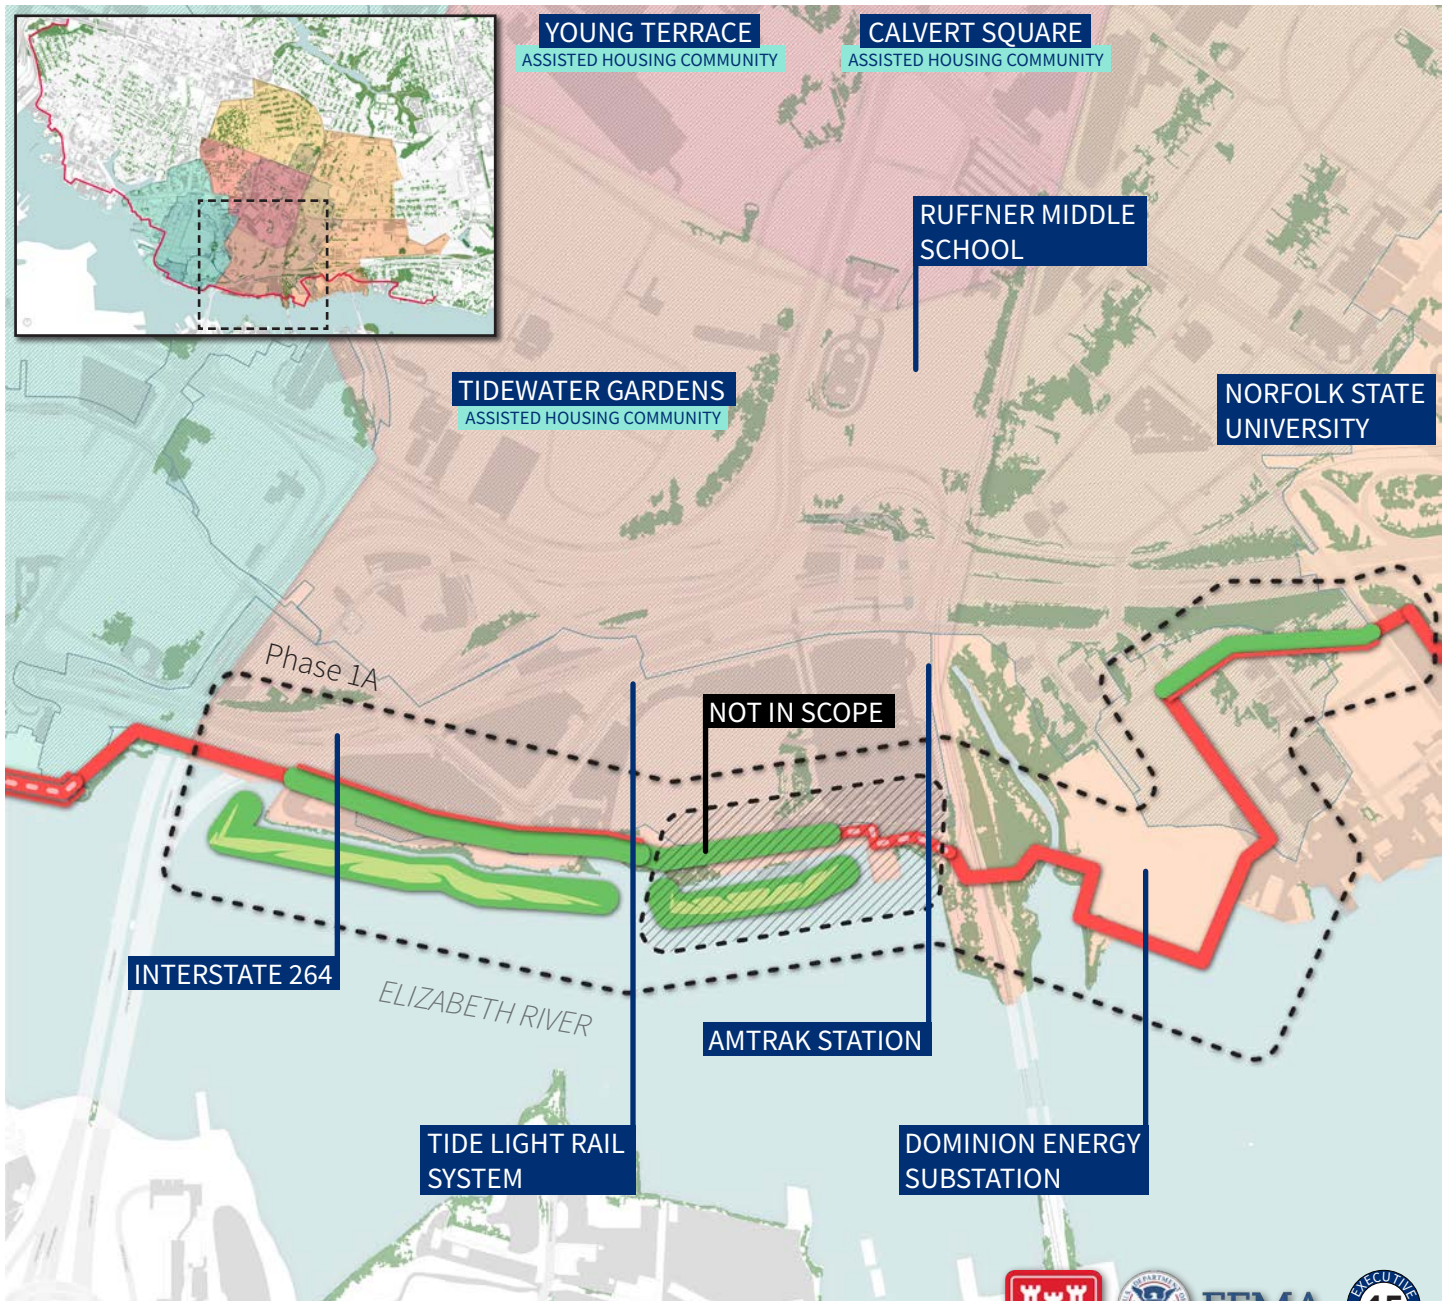 YOUNG TERRACE
ASSISTED HOUSING COMMUNITY
CALVERT SQUARE
ASSISTED HOUSING COMMUNITY
RUFFNER MIDDLE
SCHOOL
TIDEWATER GARDENS
ASSISTED HOUSING COMMUNITY
NORFOLK STATE
UNIVERSITY
Phase 1A
NOT IN SCOPE
INTERSTATE 264
ELIZABETH RIVER
AMTRAK STATION
TIDE LIGHT RAIL
SYSTEM
DOMINION ENERGY
SUBSTATION